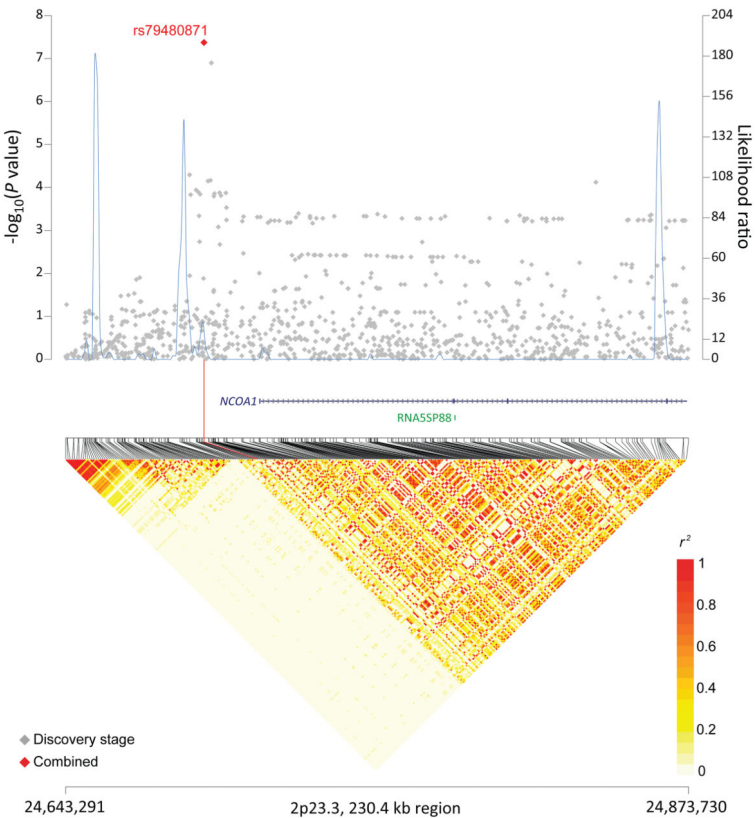 rs79480871
8
7
6
5
4
3
2
1
0
-log10(P value)
204
180
156
132
108
84
60
36
12
0
Likelihood ratio
NCOA1
RNA5SP88
r²
1
0.8
0.6
0.4
0.2
0
Discovery stage
Combined
24,643,291 2p23.3, 230.4 kb region 24,873,730